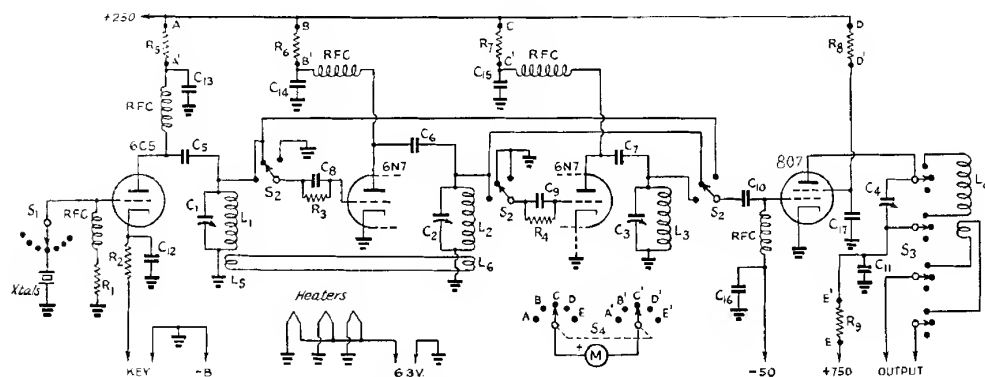 +250
A
B
C
D
R5
R6
R7
R8
A'
B'
C'
D'
RFC
RFC
C13
C14
C15
RFC
6C5
C5
C6
6N7
C7
6N7
807
S2
C8
R3
S2
C9
R4
S2
C10
C4
S1
RFC
C1
L1
C2
L2
C3
L3
RFC
C17
S3
R2
C12
C11
Xtals
R1
L5
L6
C16
E'
R9
E
Heaters
B C D
A E
B' C' D'
A' E'
S4
+ M
KEY
-B
6.3V.
-50
+750
OUTPUT